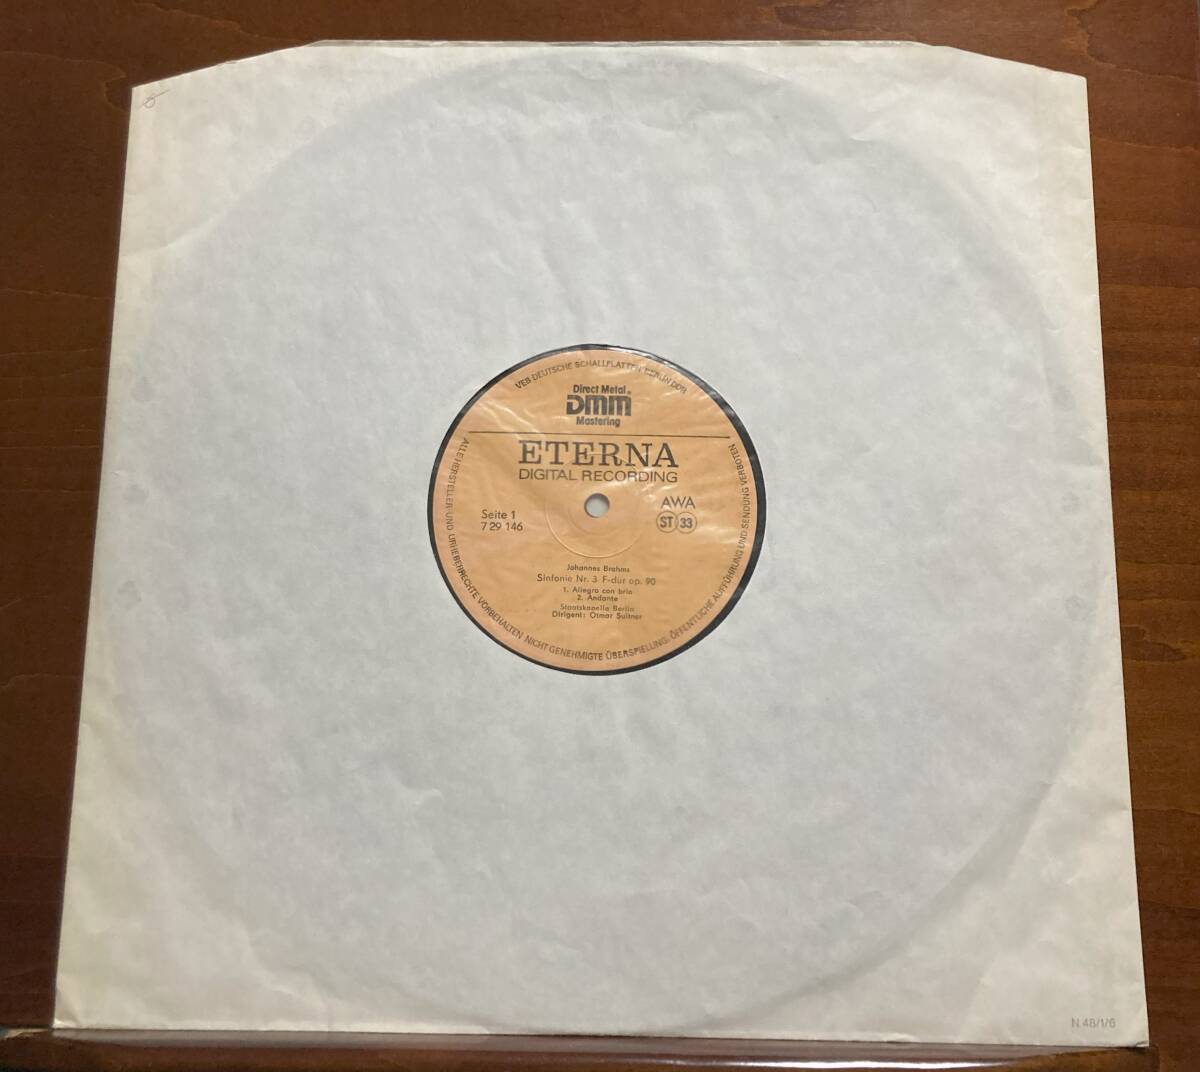 VEB DEUTSCHE SCHALLPLATTEN BERLIN DDR
Direct Metal
DMM
Mastering
ETERNA
DIGITAL RECORDING
Seite 1
7 29 146
AWA
ST 33
Johannes Brahms
Sinfonie Nr. 3 F-dur op. 90
1. Allegro con brio
2. Andante
Staatskapelle Berlin
Dirigent: Otmar Suitner
ALLE HERSTELLER- UND URHEBERRECHTE VORBEHALTEN NICHT GENEHMIGTE ÜBERSPIELUNG, ÖFFENTLICHE AUFFÜHRUNG UND SENDUNG VERBOTEN
N 48/1/6